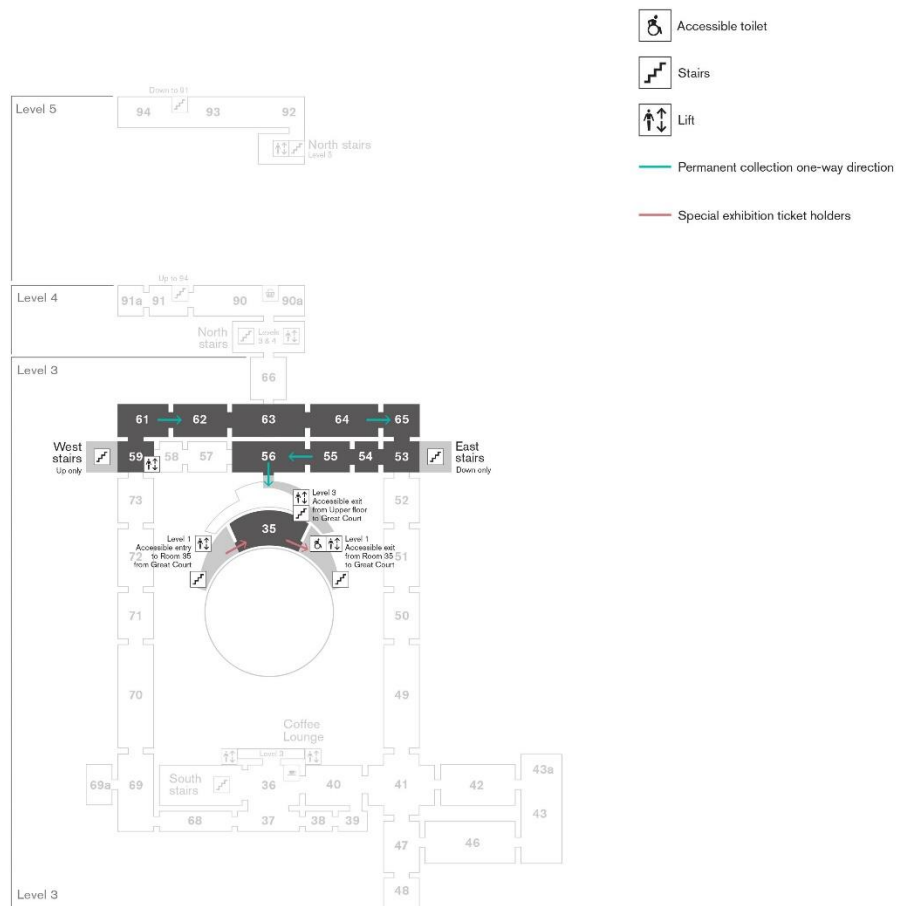 Accessible toilet
Stairs
Lift
Permanent collection one-way direction
Special exhibition ticket holders
Level 5
Down to 91
94
93
92
North stairs
Level 5
Level 4
Up to 94
91a
91
90
90a
North
stairs
Levels
3 & 4
Level 3
66
61
62
63
64
65
West
stairs
Up only
59
58
57
56
55
54
53
East
stairs
Down only
73
52
Level 3
Accessible exit
from Upper floor
to Great Court
35
Level 1
Accessible entry
to Room 35
from Great Court
Level 1
Accessible exit
from Room 35
to Great Court
72
51
71
50
70
49
Coffee
Lounge
Level 3
69a
69
South
stairs
36
40
41
42
43a
43
68
37
38
39
47
46
48
Level 3